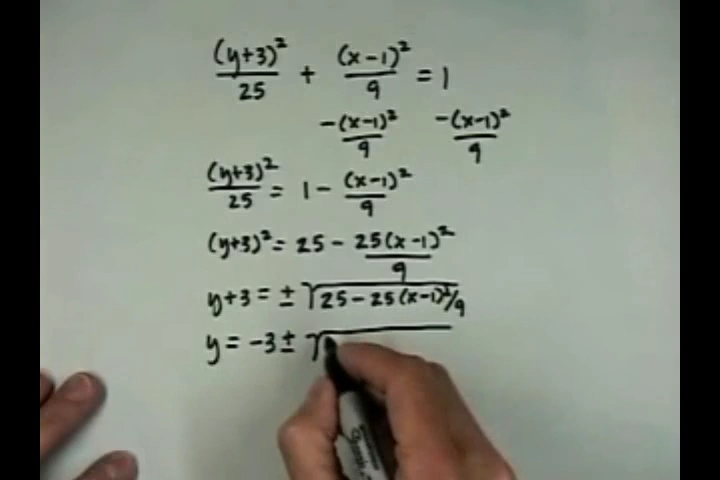 (y+3)²/25 + (x-1)²/9 = 1
-(x-1)²/9 -(x-1)²/9
(y+3)²/25 = 1 - (x-1)²/9
(y+3)² = 25 - 25(x-1)²/9
y+3 = ± √25-25(x-1)²/9
y = -3 ± √